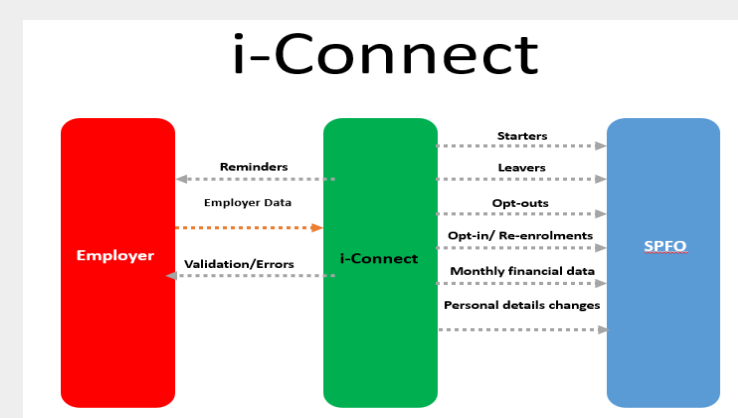 i-Connect
Starters
Reminders
Leavers
Employer Data
Opt-outs
Opt-in/ Re-enrolments
Employer
Validation/Errors
i-Connect
SPFO
Monthly financial data
Personal details changes